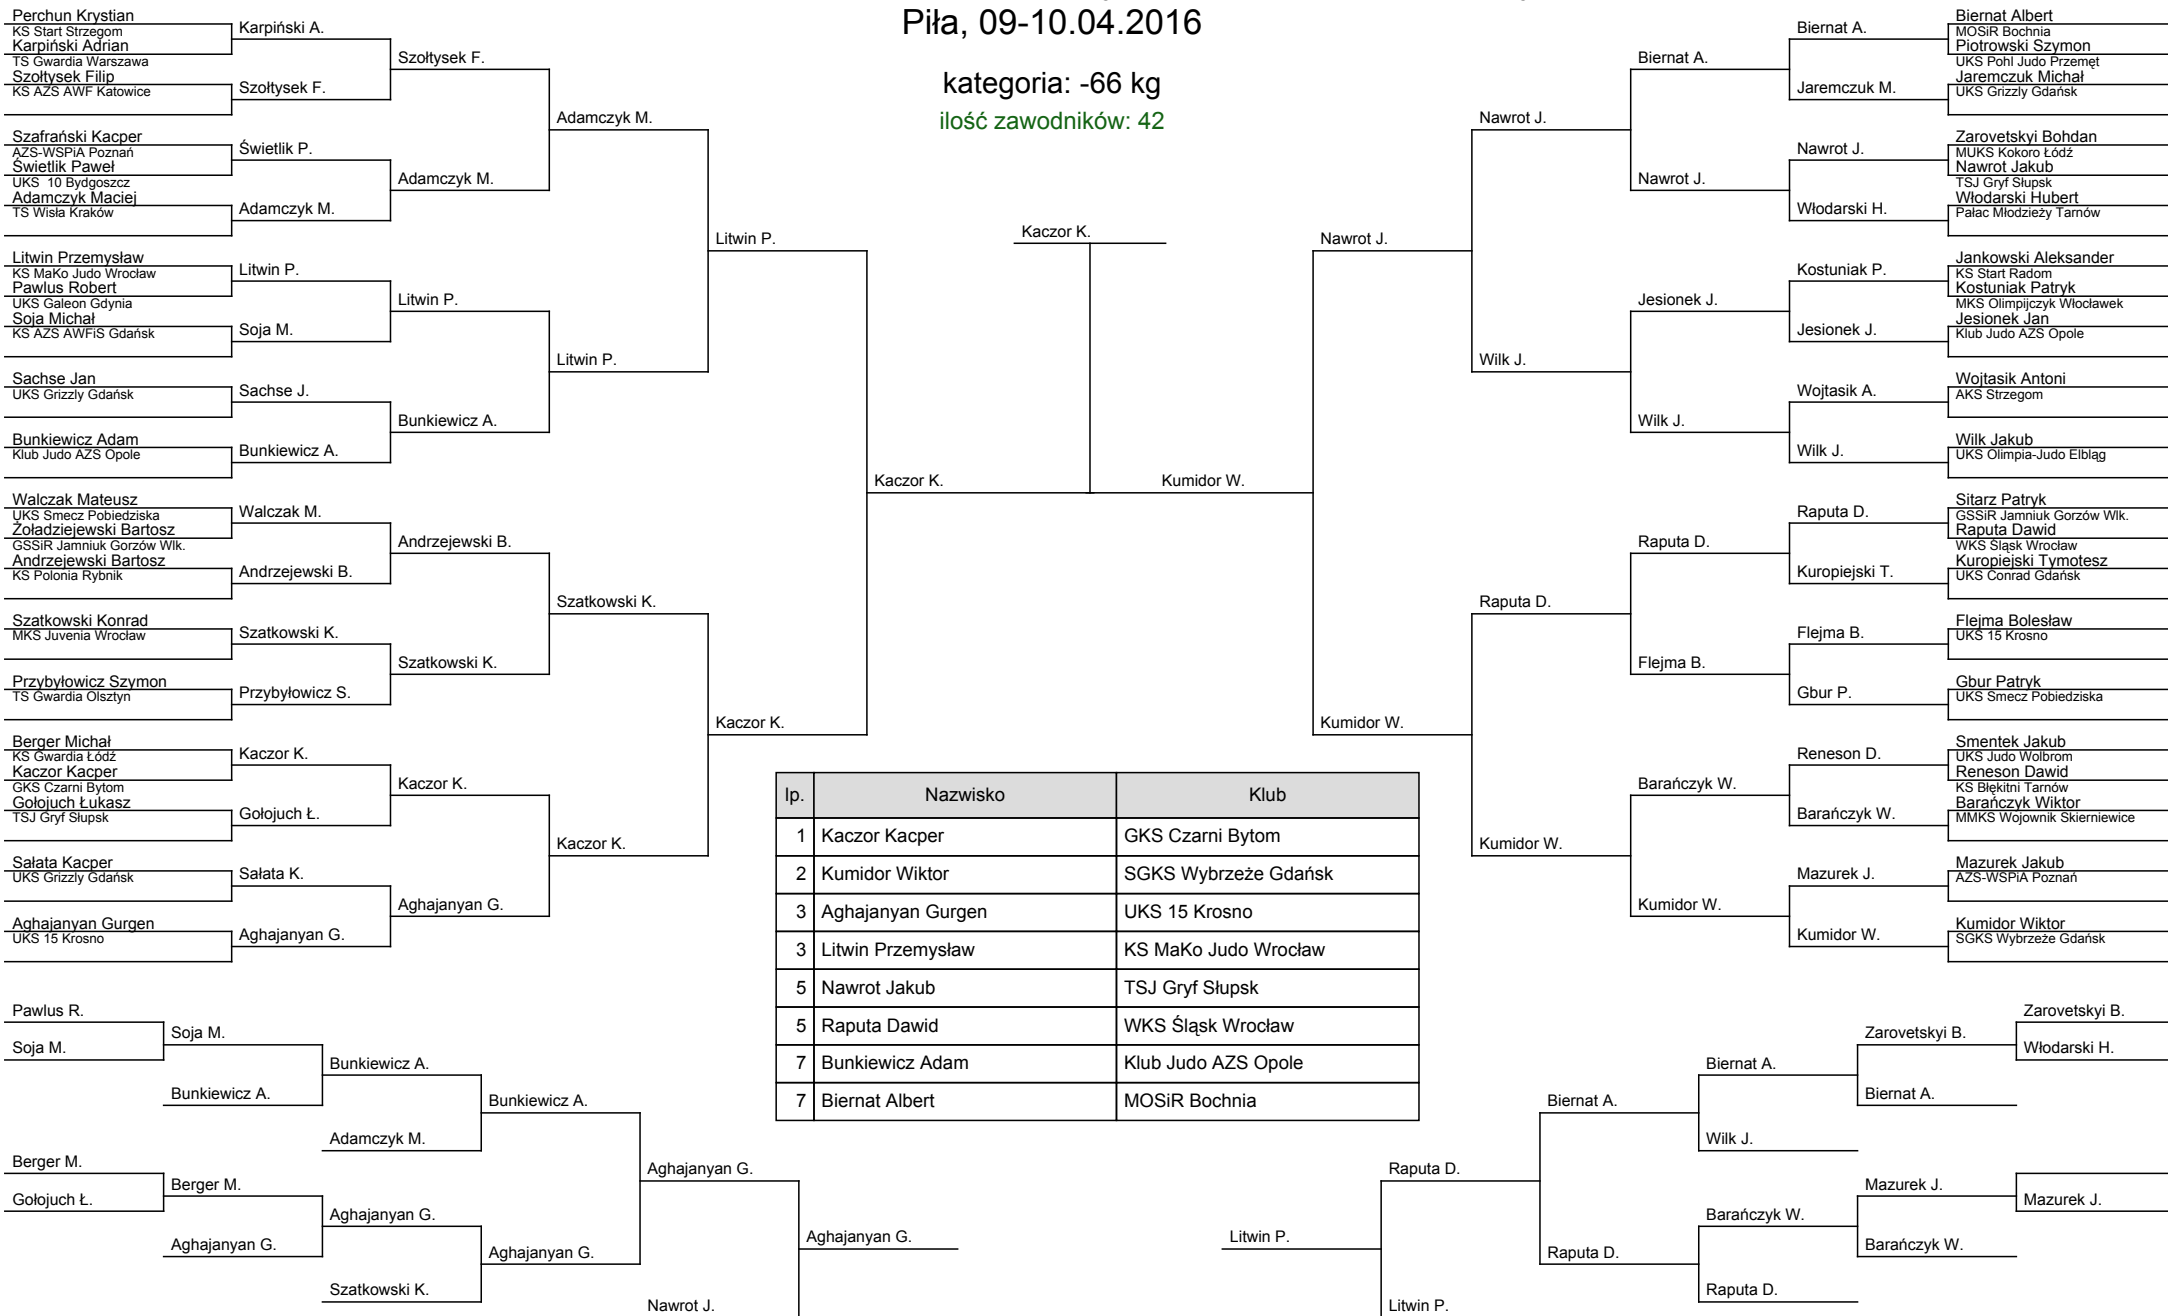 Piła, 09-10.04.2016
kategoria: -66 kg
ilość zawodników: 42
Perchun Krystian
KS Start Strzegom
Karpiński Adrian
TS Gwardia Warszawa
Szołtysek Filip
KS AZS AWF Katowice
Szafrański Kacper
AZS-WSPiA Poznań
Świetlik Paweł
UKS 10 Bydgoszcz
Adamczyk Maciej
TS Wisła Kraków
Litwin Przemysław
KS MaKo Judo Wrocław
Pawlus Robert
UKS Galeon Gdynia
Soja Michał
KS AZS AWFiS Gdańsk
Sachse Jan
UKS Grizzly Gdańsk
Bunkiewicz Adam
Klub Judo AZS Opole
Walczak Mateusz
UKS Smecz Pobiedziska
Żoładziejewski Bartosz
GSSiR Jamniuk Gorzów Wlk.
Andrzejewski Bartosz
KS Polonia Rybnik
Szatkowski Konrad
MKS Juvenia Wrocław
Przybyłowicz Szymon
TS Gwardia Olsztyn
Berger Michał
KS Gwardia Łódź
Kaczor Kacper
GKS Czarni Bytom
Gołojuch Łukasz
TSJ Gryf Słupsk
Sałata Kacper
UKS Grizzly Gdańsk
Aghajanyan Gurgen
UKS 15 Krosno
Karpiński A.
Szołtysek F.
Świetlik P.
Adamczyk M.
Litwin P.
Soja M.
Sachse J.
Bunkiewicz A.
Walczak M.
Andrzejewski B.
Szatkowski K.
Przybyłowicz S.
Kaczor K.
Gołojuch Ł.
Sałata K.
Aghajanyan G.
Szołtysek F.
Adamczyk M.
Litwin P.
Bunkiewicz A.
Andrzejewski B.
Szatkowski K.
Kaczor K.
Aghajanyan G.
Adamczyk M.
Litwin P.
Szatkowski K.
Kaczor K.
Litwin P.
Kaczor K.
Kaczor K.
Kaczor K.
Kumidor W.
Nawrot J.
Kumidor W.
Nawrot J.
Wilk J.
Raputa D.
Kumidor W.
Biernat A.
Nawrot J.
Jesionek J.
Wilk J.
Raputa D.
Flejma B.
Barańczyk W.
Kumidor W.
Biernat A.
Jaremczuk M.
Nawrot J.
Włodarski H.
Kostuniak P.
Jesionek J.
Wojtasik A.
Wilk J.
Raputa D.
Kuropiejski T.
Flejma B.
Gbur P.
Reneson D.
Barańczyk W.
Mazurek J.
Kumidor W.
Biernat Albert
MOSiR Bochnia
Piotrowski Szymon
UKS Pohl Judo Przemęt
Jaremczuk Michał
UKS Grizzly Gdańsk
Zarovetskyi Bohdan
MUKS Kokoro Łódź
Nawrot Jakub
TSJ Gryf Słupsk
Włodarski Hubert
Pałac Młodzieży Tarnów
Jankowski Aleksander
KS Start Radom
Kostuniak Patryk
MKS Olimpijczyk Włocławek
Jesionek Jan
Klub Judo AZS Opole
Wojtasik Antoni
AKS Strzegom
Wilk Jakub
UKS Olimpia-Judo Elbląg
Sitarz Patryk
GSSiR Jamniuk Gorzów Wlk.
Raputa Dawid
WKS Śląsk Wrocław
Kuropiejski Tymotesz
UKS Conrad Gdańsk
Flejma Bolesław
UKS 15 Krosno
Gbur Patryk
UKS Smecz Pobiedziska
Smentek Jakub
UKS Judo Wolbrom
Reneson Dawid
KS Błękitni Tarnów
Barańczyk Wiktor
MMKS Wojownik Skierniewice
Mazurek Jakub
AZS-WSPiA Poznań
Kumidor Wiktor
SGKS Wybrzeże Gdańsk
lp. Nazwisko Klub
1 Kaczor Kacper GKS Czarni Bytom
2 Kumidor Wiktor SGKS Wybrzeże Gdańsk
3 Aghajanyan Gurgen UKS 15 Krosno
3 Litwin Przemysław KS MaKo Judo Wrocław
5 Nawrot Jakub TSJ Gryf Słupsk
5 Raputa Dawid WKS Śląsk Wrocław
7 Bunkiewicz Adam Klub Judo AZS Opole
7 Biernat Albert MOSiR Bochnia
Pawlus R.
Soja M.
Berger M.
Gołojuch Ł.
Soja M.
Bunkiewicz A.
Berger M.
Aghajanyan G.
Bunkiewicz A.
Adamczyk M.
Aghajanyan G.
Szatkowski K.
Bunkiewicz A.
Aghajanyan G.
Aghajanyan G.
Nawrot J.
Aghajanyan G.
Litwin P.
Raputa D.
Litwin P.
Biernat A.
Raputa D.
Biernat A.
Wilk J.
Barańczyk W.
Raputa D.
Zarovetskyi B.
Biernat A.
Mazurek J.
Barańczyk W.
Zarovetskyi B.
Włodarski H.
Mazurek J.